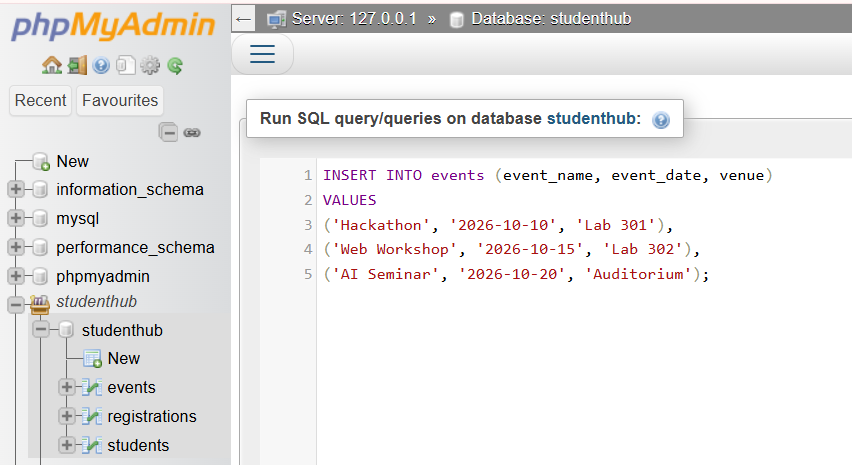 phpMyAdmin
Recent Favourites
New
information_schema
mysql
performance_schema
phpmyadmin
studenthub
studenthub
New
events
registrations
students
← Server: 127.0.0.1 » Database: studenthub
Run SQL query/queries on database studenthub:
1 INSERT INTO events (event_name, event_date, venue)
2 VALUES
3 ('Hackathon', '2026-10-10', 'Lab 301'),
4 ('Web Workshop', '2026-10-15', 'Lab 302'),
5 ('AI Seminar', '2026-10-20', 'Auditorium');